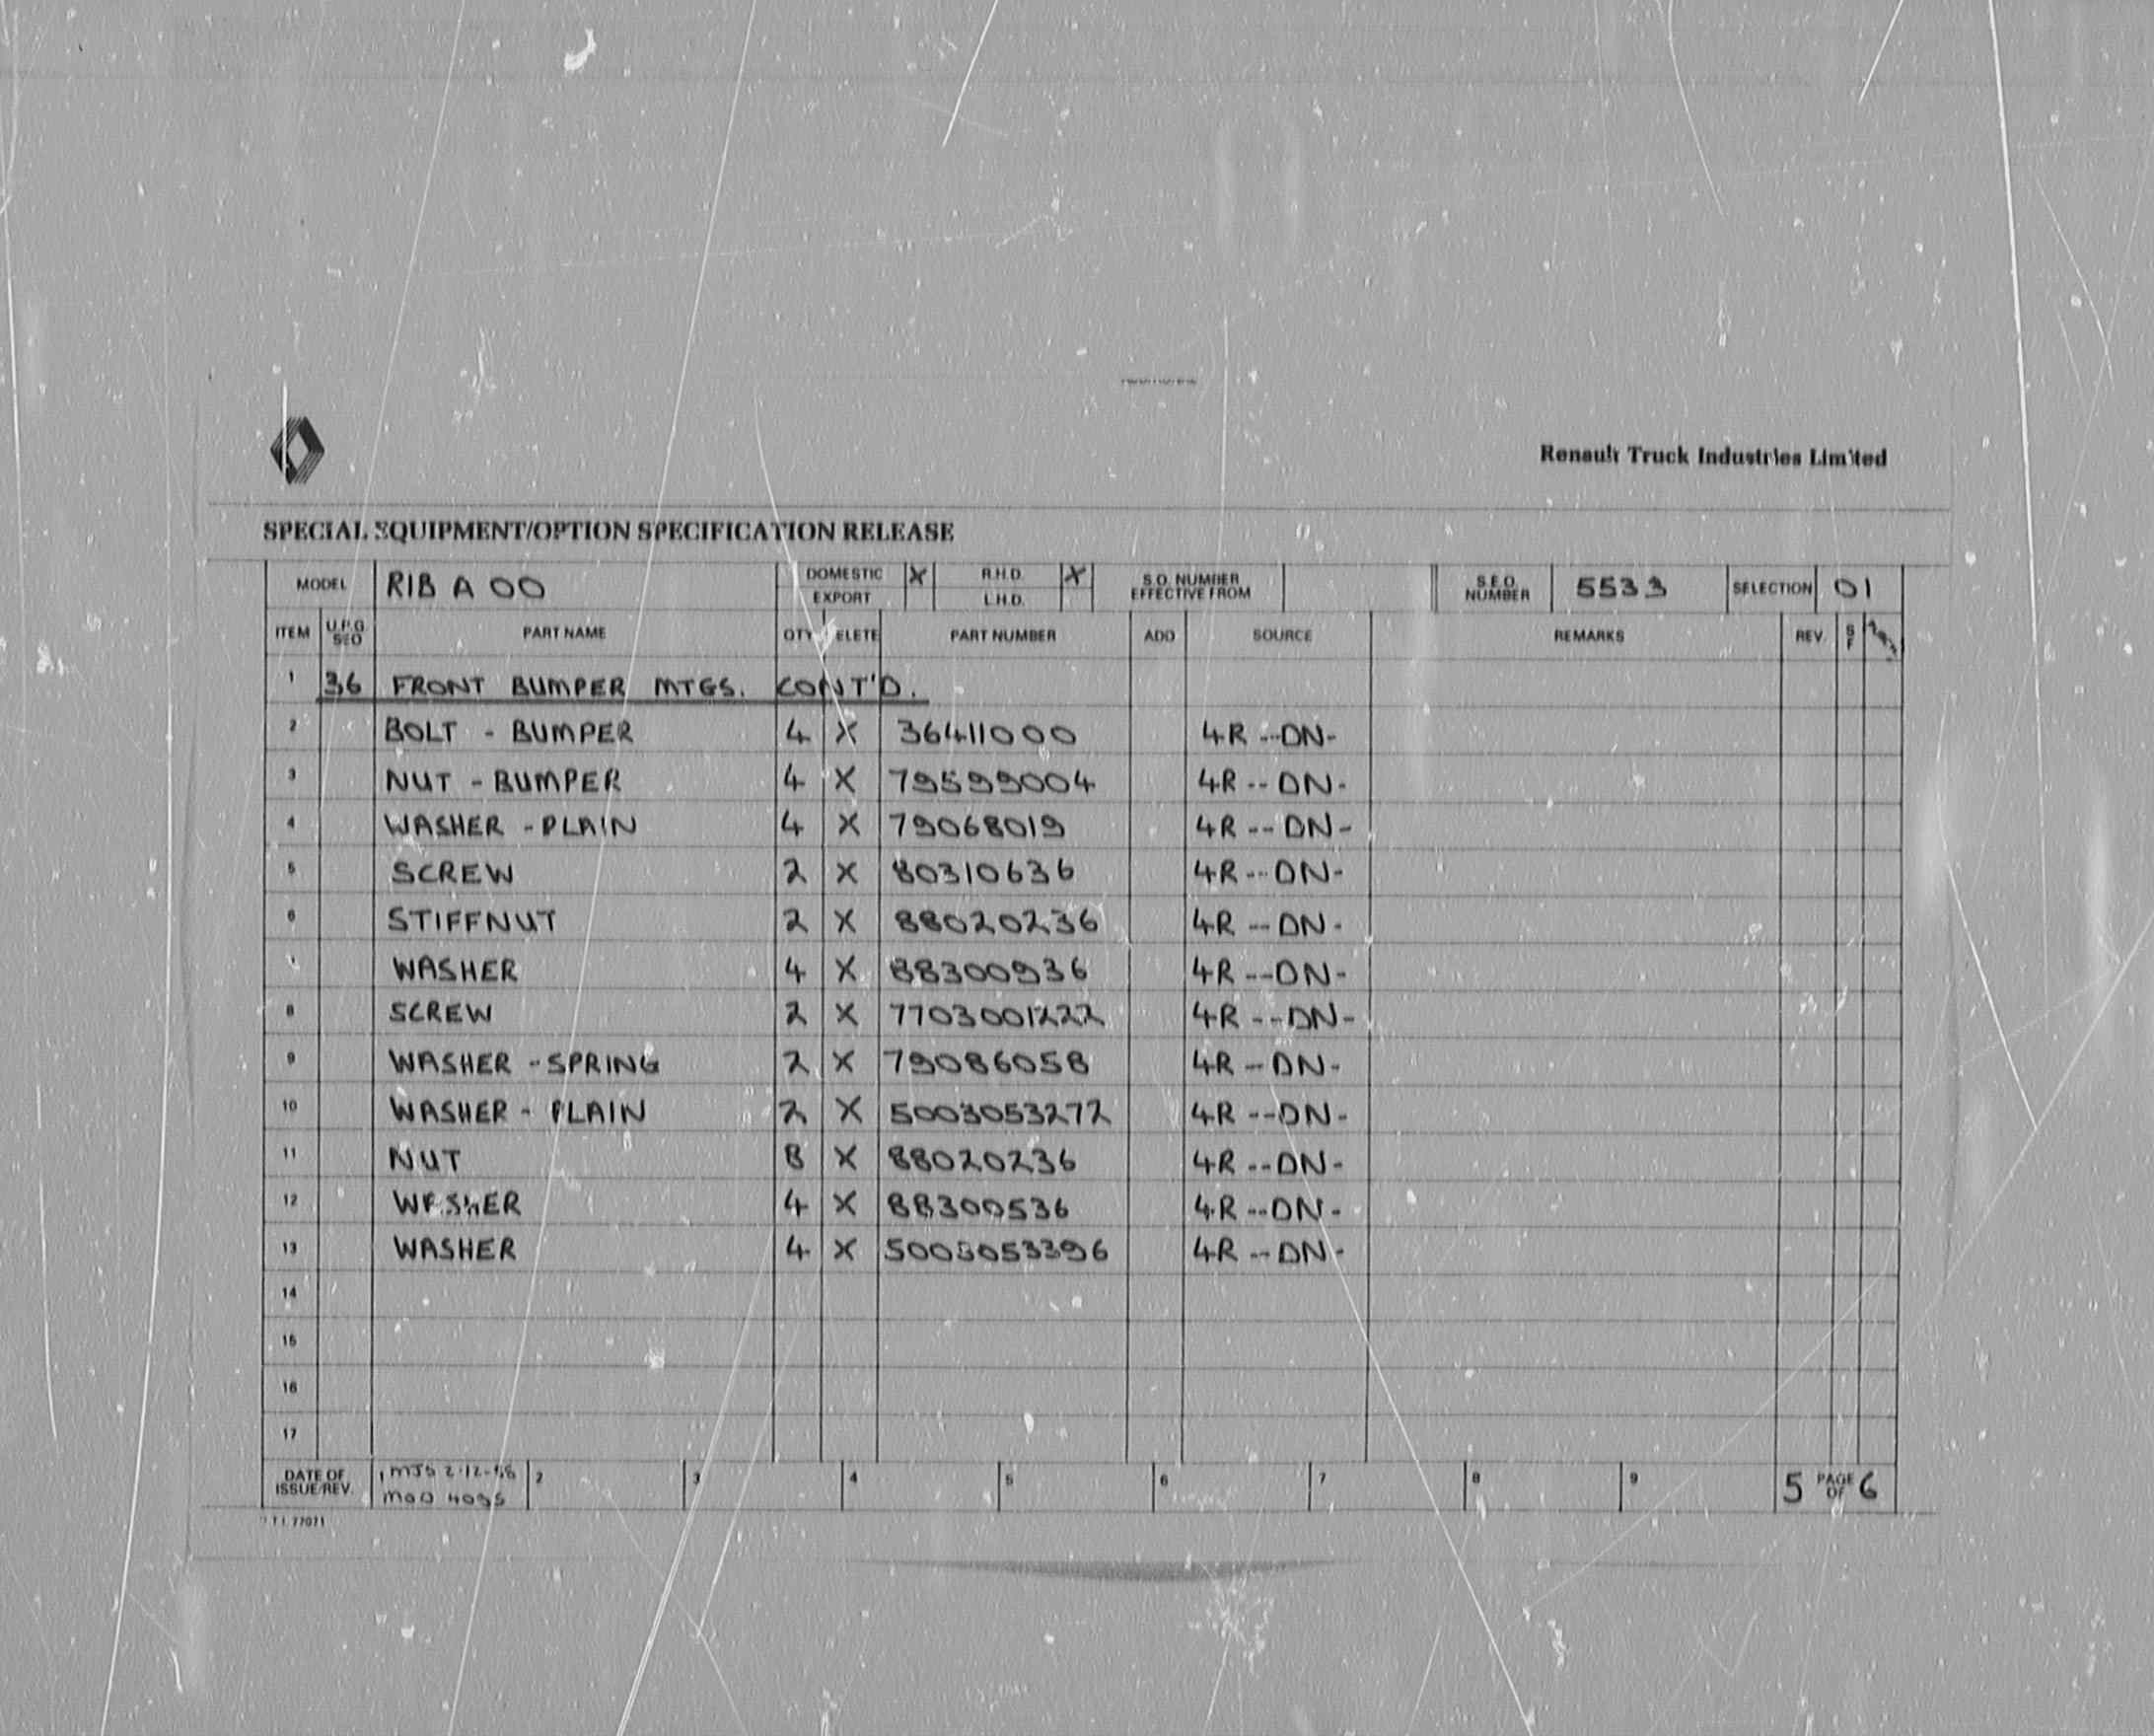 Renault Truck Industries Limited
SPECIAL EQUIPMENT/OPTION SPECIFICATION RELEASE
MODEL RIB A 00 DOMESTIC X R.H.D. X S.O. NUMBER EFFECTIVE FROM S.E.O. NUMBER 5533 SELECTION 01
EXPORT L.H.D.
ITEM U.P.G. SEQ PART NAME QTY DELETE PART NUMBER ADD SOURCE REMARKS REV S F
1 36 FRONT BUMPER MTGS. CONT'D.
2 BOLT - BUMPER 4 X 36411000 4R--DN-
3 NUT - BUMPER 4 X 79599004 4R--DN-
4 WASHER - PLAIN 4 X 79068019 4R--DN-
5 SCREW 2 X 80310636 4R--DN-
6 STIFFNUT 2 X 88020236 4R--DN-
WASHER 4 X 88300936 4R--DN-
8 SCREW 2 X 7703001222 4R--DN-
9 WASHER - SPRING 2 X 79086058 4R--DN-
10 WASHER - PLAIN 2 X 5003053272 4R--DN-
11 NUT 8 X 88020236 4R--DN-
12 WASHER 4 X 88300536 4R--DN-
13 WASHER 4 X 5003053396 4R--DN-
14
15
16
17
DATE OF ISSUE/REV. 1 MJS 2 3 4 5 6 7 8 9 5 PAGE OF 6